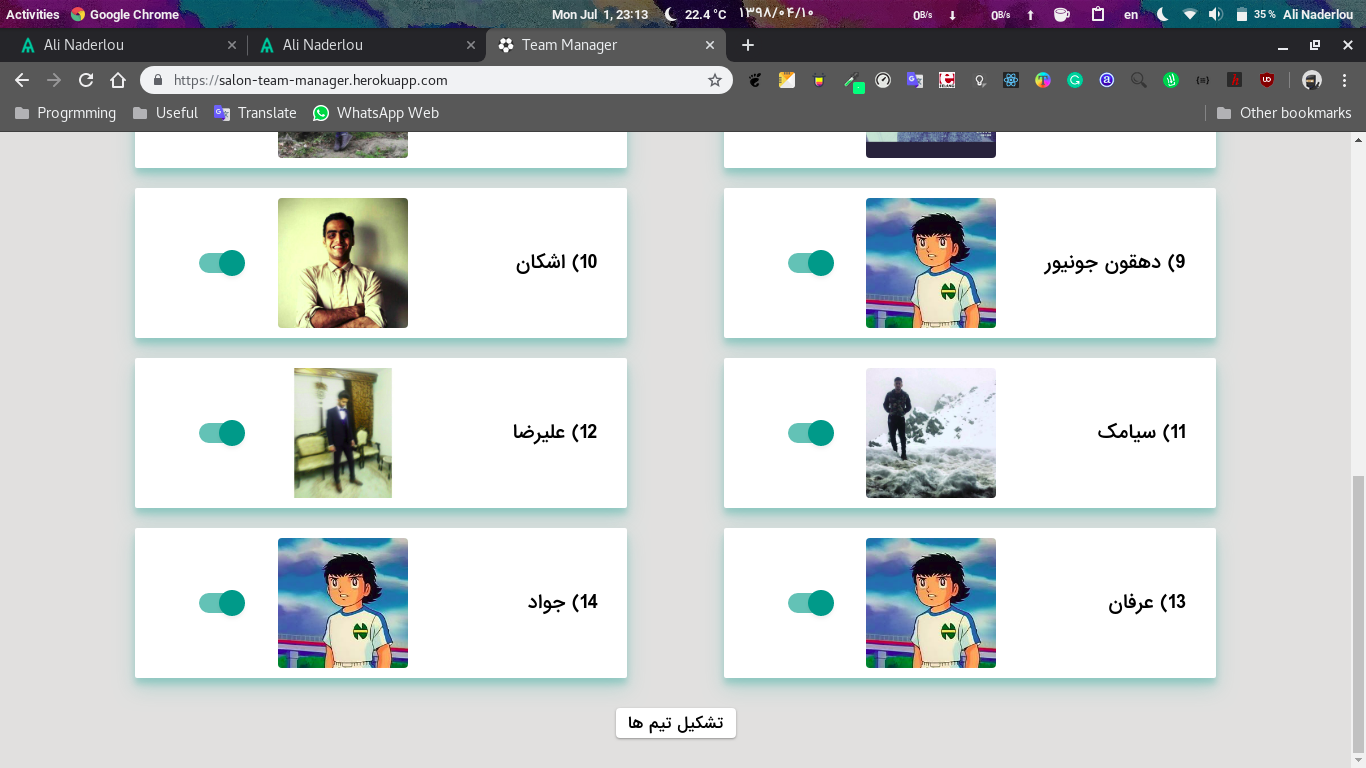 Activities Google Chrome Mon Jul 1, 23:13 22.4 °C ۱۳۹۸/۰۴/۱۰ 0B/s 0B/s en 35 % Ali Naderlou
Ali Naderlou Ali Naderlou Team Manager
https://salon-team-manager.herokuapp.com
Progrmming Useful Translate WhatsApp Web Other bookmarks
9) دهقون جونیور
10) اشکان
11) سیامک
12) علیرضا
13) عرفان
14) جواد
تشکیل تیم ها